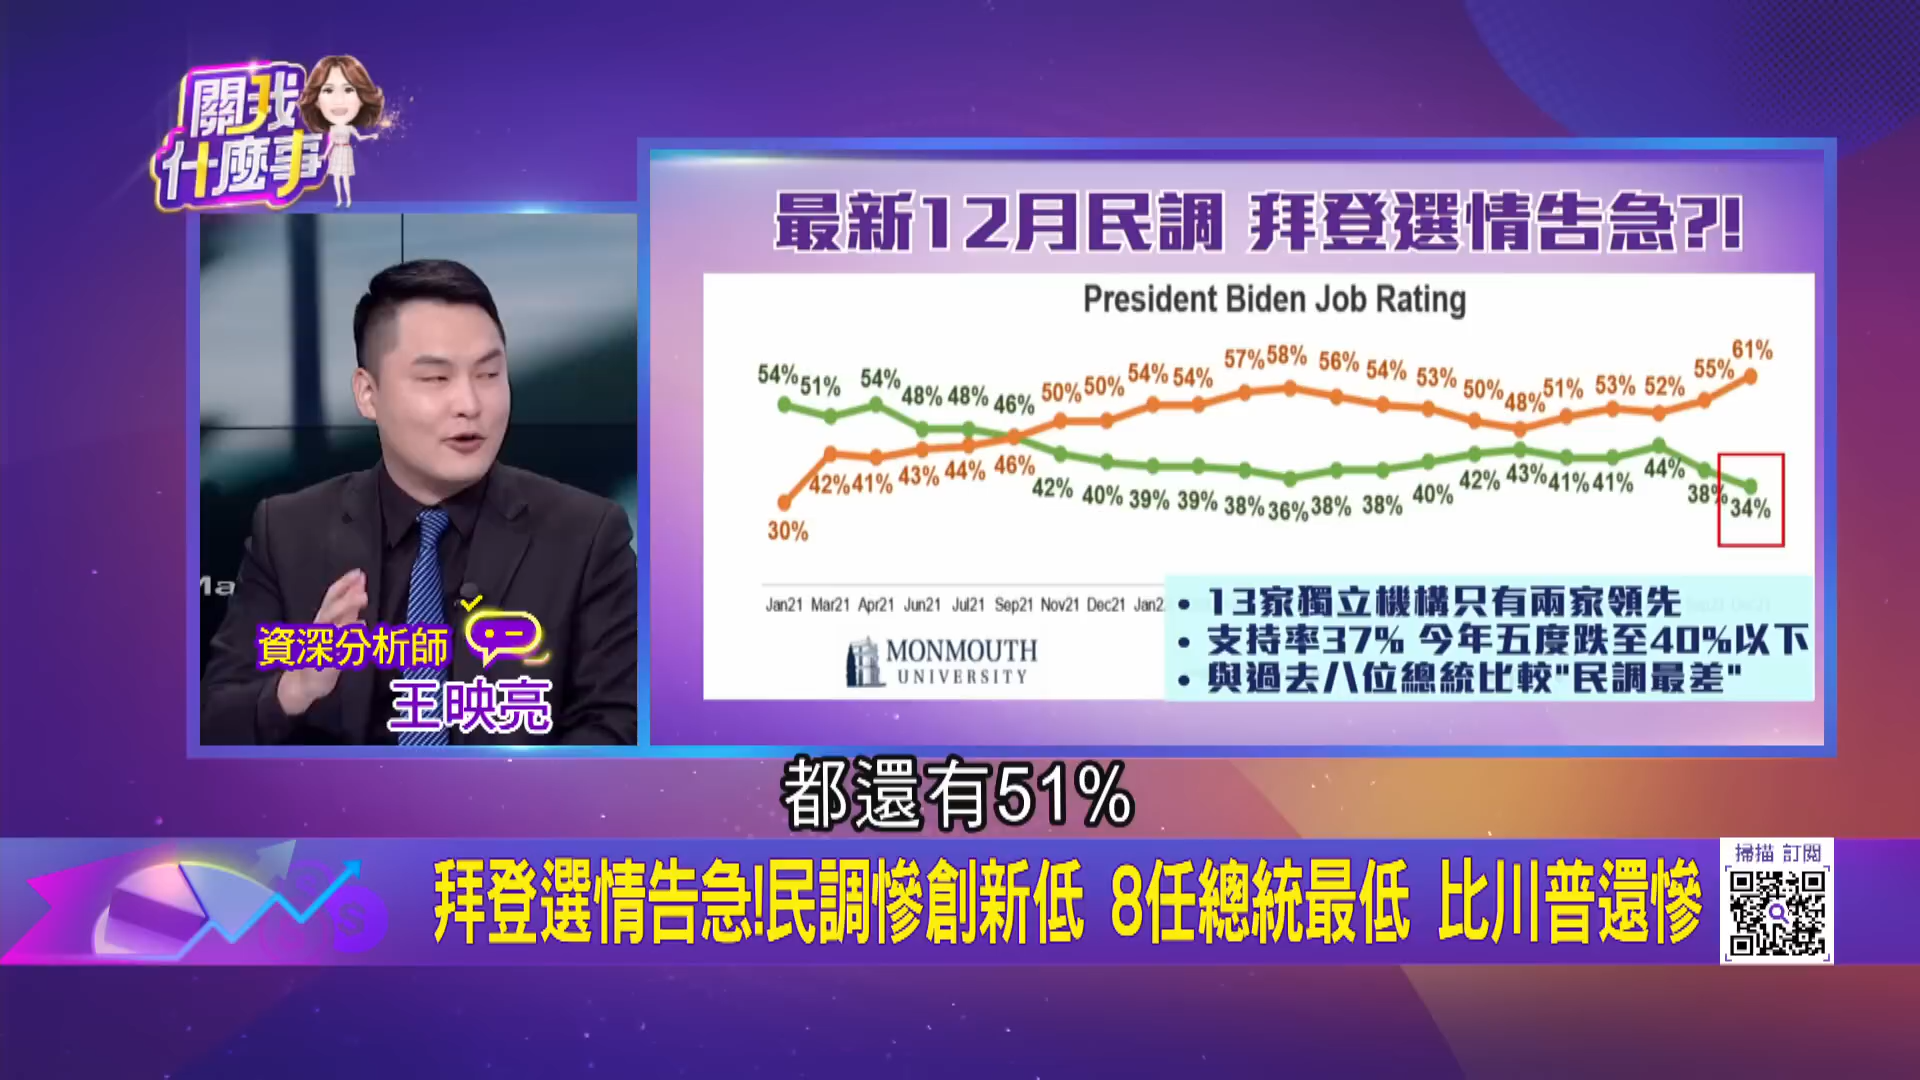 關我
什麼事
最新12月民調 拜登選情告急?!
President Biden Job Rating
54% 51% 54% 48% 48% 46% 50% 50% 54% 54% 57% 58% 56% 54% 53% 50% 48% 51% 53% 52% 55% 61%
30% 42% 41% 43% 44% 46% 42% 40% 39% 39% 38% 36% 38% 38% 40% 42% 43% 41% 41% 44% 38% 34%
Jan21 Mar21 Apr21 Jun21 Jul21 Sep21 Nov21 Dec21
MONMOUTH
UNIVERSITY
• 13家獨立機構只有兩家領先
• 支持率37% 今年五度跌至40%以下
• 與過去八位總統比較"民調最差"
Ma
資深分析師
王映亮
都還有51%
拜登選情告急!民調慘創新低 8任總統最低 比川普還慘
掃描 訂閱